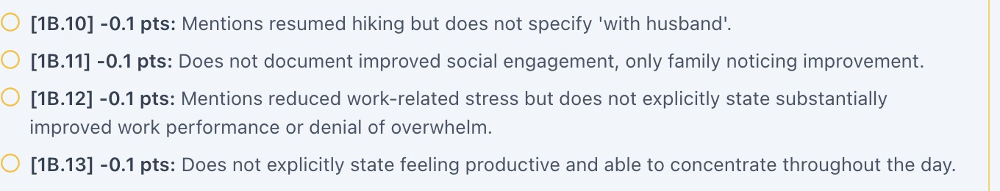 [1B.10] -0.1 pts: Mentions resumed hiking but does not specify 'with husband'.
[1B.11] -0.1 pts: Does not document improved social engagement, only family noticing improvement.
[1B.12] -0.1 pts: Mentions reduced work-related stress but does not explicitly state substantially
improved work performance or denial of overwhelm.
[1B.13] -0.1 pts: Does not explicitly state feeling productive and able to concentrate throughout the day.